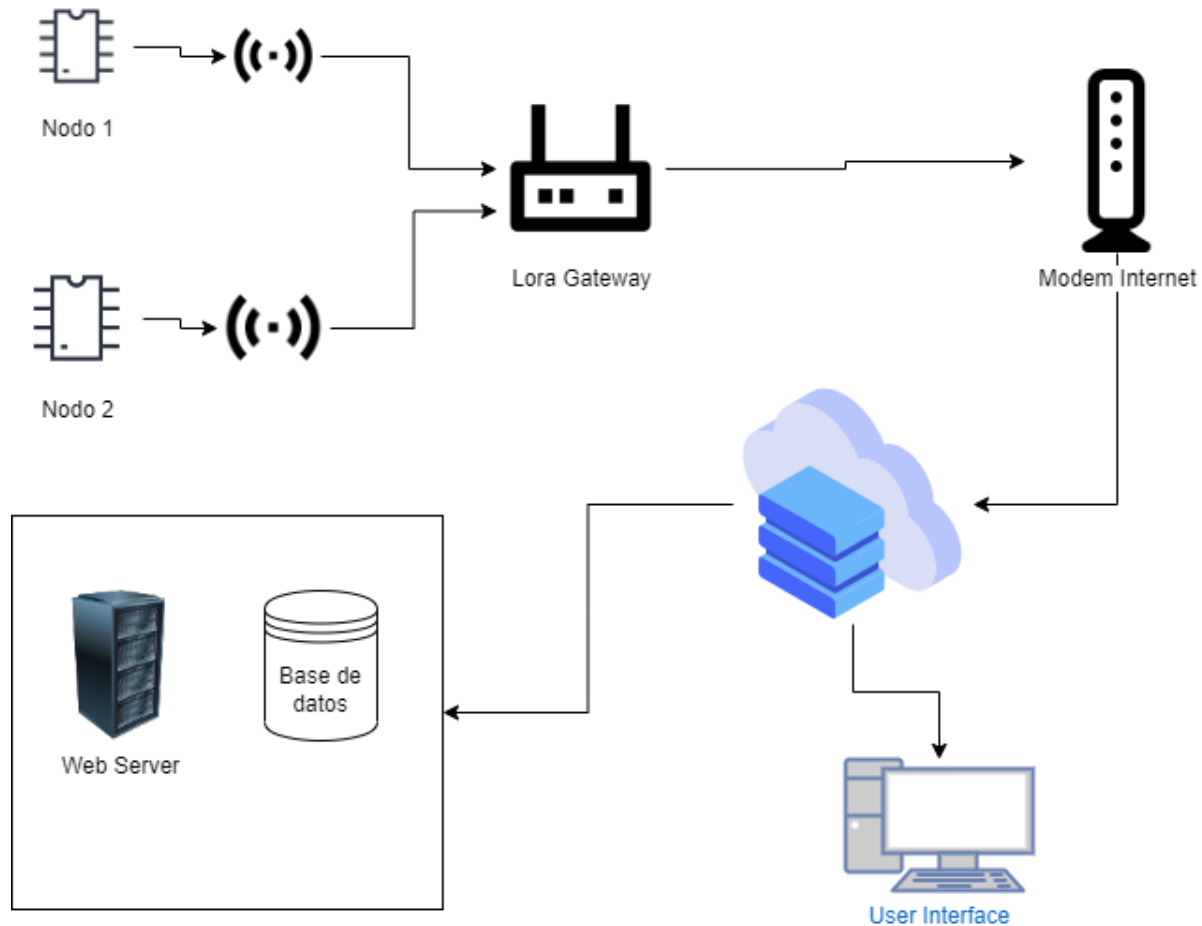 Nodo 1
Lora Gateway
Modem Internet
Nodo 2
Base de
datos
Web Server
User Interface